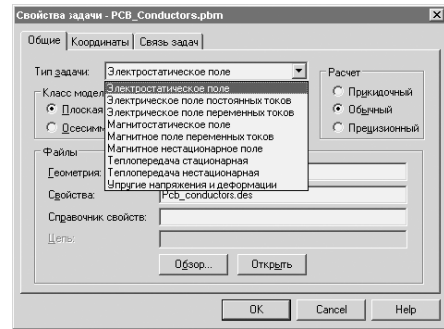 Свойства задачи - PCB_Conductors.pbm
Общие Координаты Связь задач
Тип задачи: Электростатическое поле
Расчет
Электростатическое поле
Электрическое поле постоянных токов
Электрическое поле переменных токов
Магнитостатическое поле
Магнитное поле переменных токов
Магнитное нестационарное поле
Теплопередача стационарная
Теплопередача нестационарная
Упругие напряжения и деформации
Класс модел
Плоская
Осесимм
Прикидочный
Обычный
Прецизионный
Файлы
Геометрия:
Свойства: Pcb_conductors.des
Справочник свойств:
Цепь:
Обзор... Открыть
OK Cancel Help